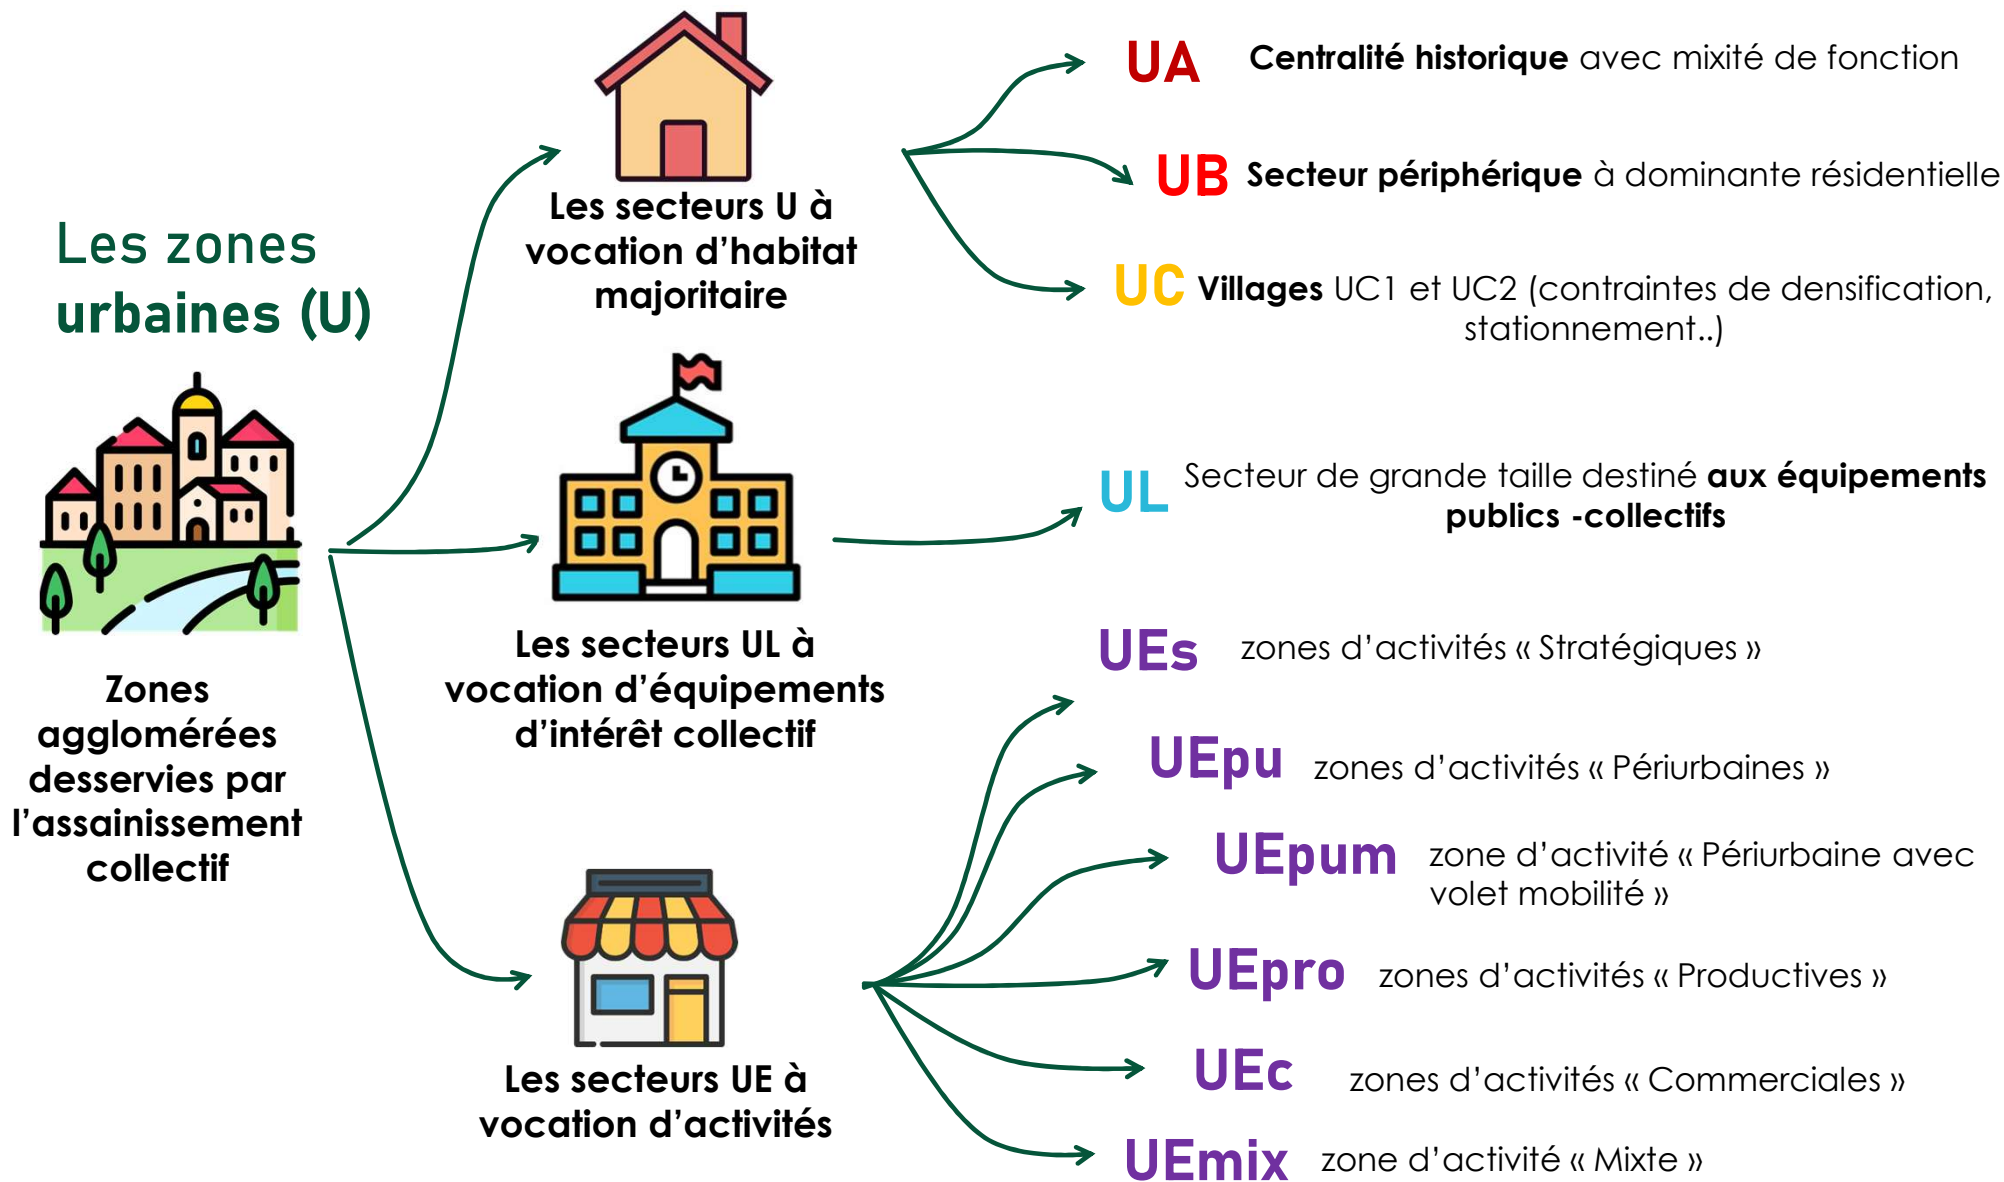 Les zones
urbaines (U)
Zones
agglomérées
desservies par
l’assainissement
collectif
Les secteurs U à
vocation d’habitat
majoritaire
UA Centralité historique avec mixité de fonction
UB Secteur périphérique à dominante résidentielle
UC Villages UC1 et UC2 (contraintes de densification,
stationnement..)
Les secteurs UL à
vocation d’équipements
d’intérêt collectif
UL Secteur de grande taille destiné aux équipements
publics -collectifs
Les secteurs UE à
vocation d’activités
UEs zones d’activités « Stratégiques »
UEpu zones d’activités « Périurbaines »
UEpum zone d’activité « Périurbaine avec
volet mobilité »
UEpro zones d’activités « Productives »
UEc zones d’activités « Commerciales »
UEmix zone d’activité « Mixte »